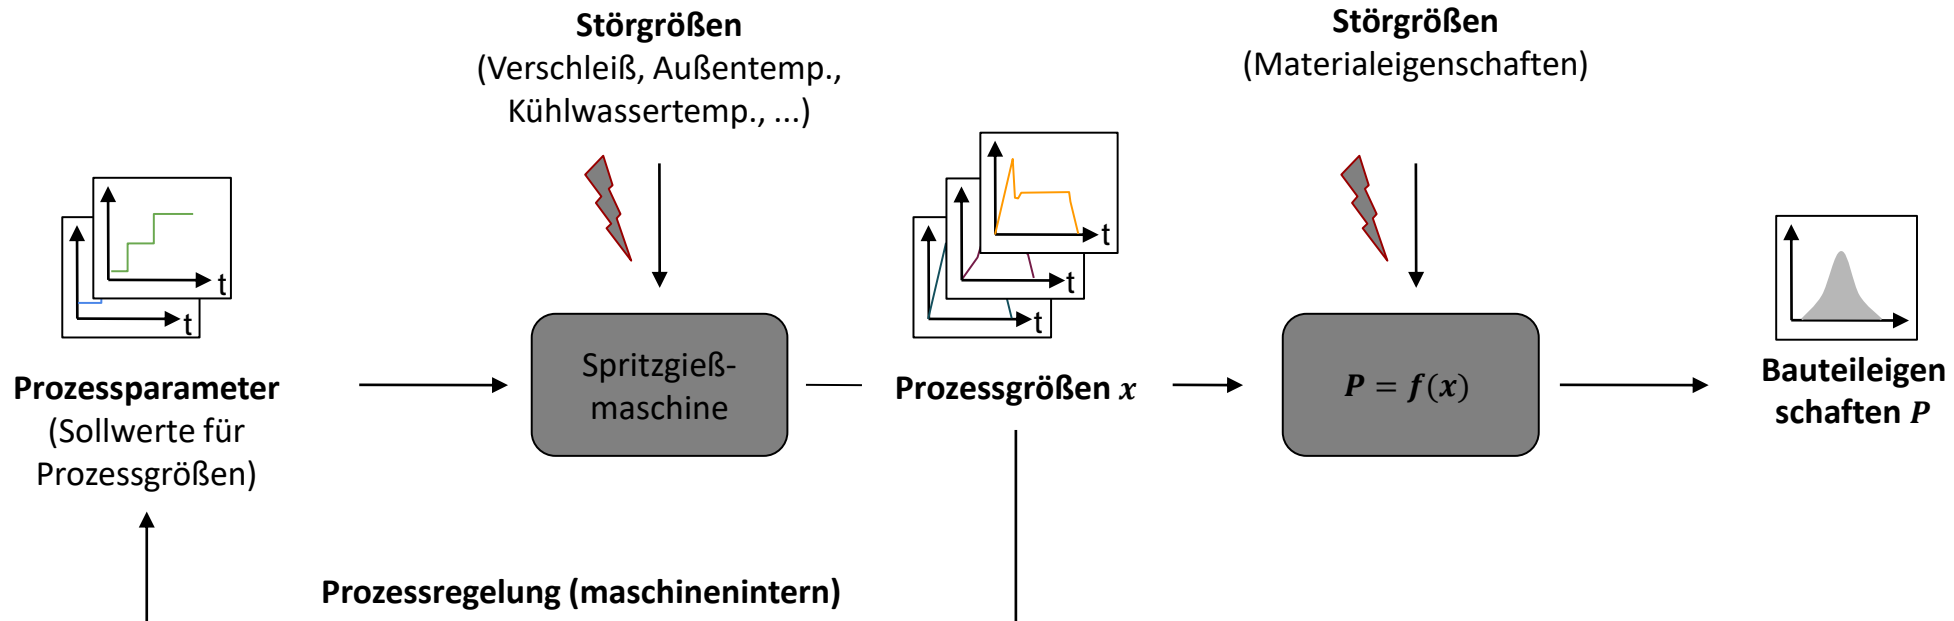 Störgrößen
(Verschleiß, Außentemp.,
Kühlwassertemp., ...)
Störgrößen
(Materialeigenschaften)
t
t
t
t
t
Prozessparameter
(Sollwerte für
Prozessgrößen)
Spritzgieß-
maschine
Prozessgrößen x
P = f(x)
Bauteileigen
schaften P
Prozessregelung (maschinenintern)